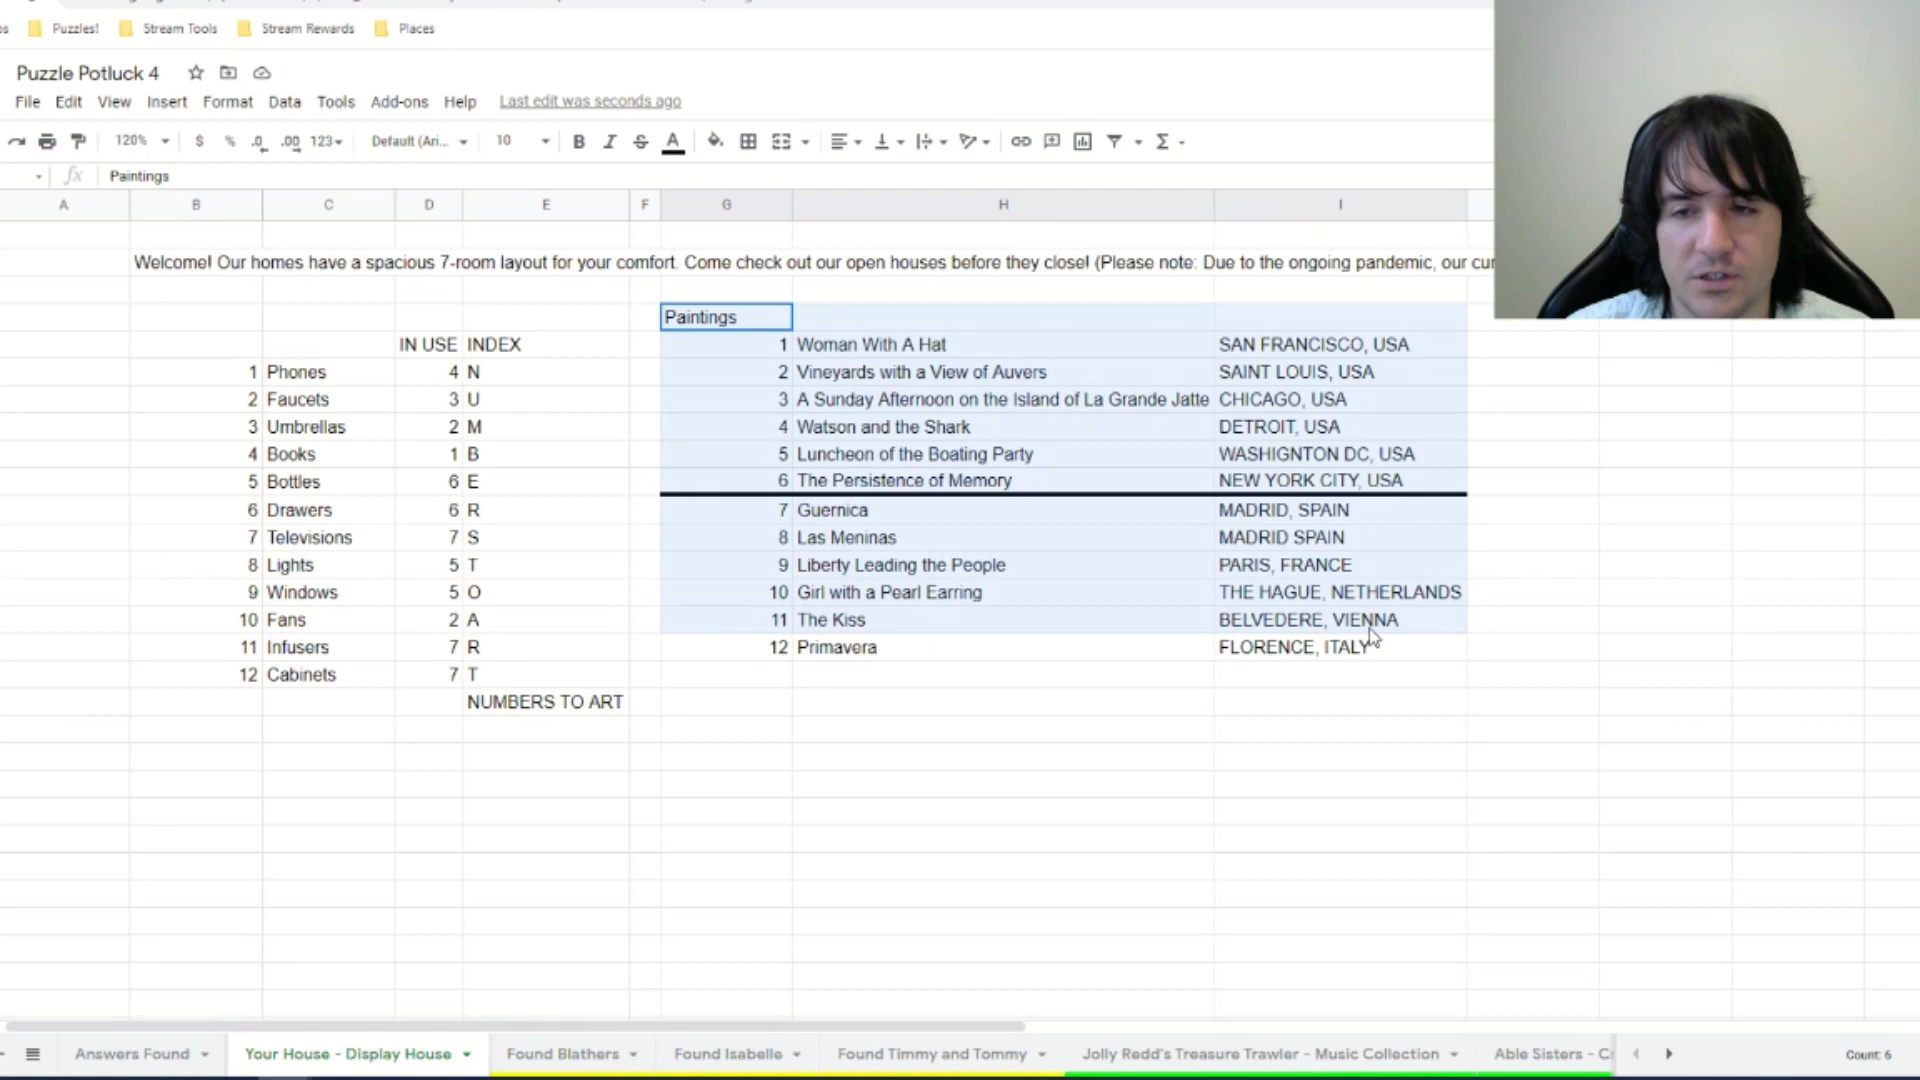 Puzzles! Stream Tools Stream Rewards Places
Puzzle Potluck 4
File Edit View Insert Format Data Tools Add-ons Help Last edit was seconds ago
120% $ % .0 .00 123 Default (Ari... 10 B I S A Σ
fx Paintings
A B C D E F G H I
Welcome! Our homes have a spacious 7-room layout for your comfort. Come check out our open houses before they close! (Please note: Due to the ongoing pandemic, our cur
Paintings
IN USE INDEX 1 Woman With A Hat SAN FRANCISCO, USA
1 Phones 4 N 2 Vineyards with a View of Auvers SAINT LOUIS, USA
2 Faucets 3 U 3 A Sunday Afternoon on the Island of La Grande Jatte CHICAGO, USA
3 Umbrellas 2 M 4 Watson and the Shark DETROIT, USA
4 Books 1 B 5 Luncheon of the Boating Party WASHIGNTON DC, USA
5 Bottles 6 E 6 The Persistence of Memory NEW YORK CITY, USA
6 Drawers 6 R 7 Guernica MADRID, SPAIN
7 Televisions 7 S 8 Las Meninas MADRID SPAIN
8 Lights 5 T 9 Liberty Leading the People PARIS, FRANCE
9 Windows 5 O 10 Girl with a Pearl Earring THE HAGUE, NETHERLANDS
10 Fans 2 A 11 The Kiss BELVEDERE, VIENNA
11 Infusers 7 R 12 Primavera FLORENCE, ITALY
12 Cabinets 7 T
NUMBERS TO ART
Answers Found Your House - Display House Found Blathers Found Isabelle Found Timmy and Tommy Jolly Redd's Treasure Trawler - Music Collection Able Sisters - Count: 6